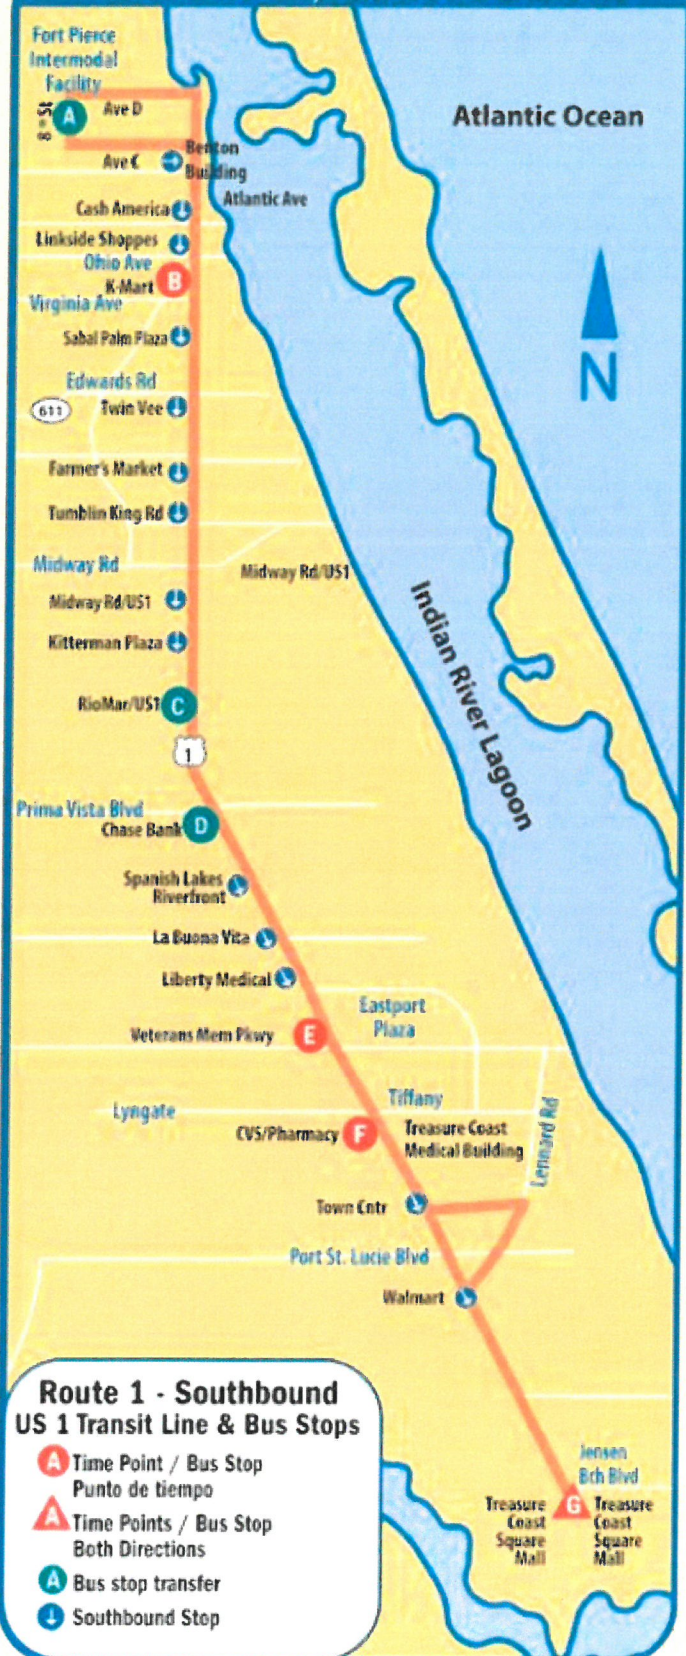 Fort Pierce
Intermodal
Facility
8th St
A
Ave D
Atlantic Ocean
Benton
Building
Ave C
Atlantic Ave
Cash America
Linkside Shoppes
Ohio Ave
K-Mart
B
Virginia Ave
Sabal Palm Plaza
N
Edwards Rd
611
Twin Vee
Farmer's Market
Tumblin King Rd
Midway Rd
Midway Rd/US1
Midway Rd/US1
Kitterman Plaza
Indian River Lagoon
RioMar/US1
C
1
Prima Vista Blvd
Chase Bank
D
Spanish Lakes
Riverfront
La Buona Vita
Liberty Medical
Eastport
Plaza
Veterans Mem Pkwy
E
Tiffany
Lyngate
Lennard Rd
CVS/Pharmacy
F
Treasure Coast
Medical Building
Town Cntr
Port St. Lucie Blvd
Walmart
Jensen
Bch Blvd
Treasure
Coast
Square
Mall
G
Treasure
Coast
Square
Mall
Route 1 - Southbound
US 1 Transit Line & Bus Stops
A Time Point / Bus Stop
Punto de tiempo
A Time Points / Bus Stop
Both Directions
A Bus stop transfer
Southbound Stop